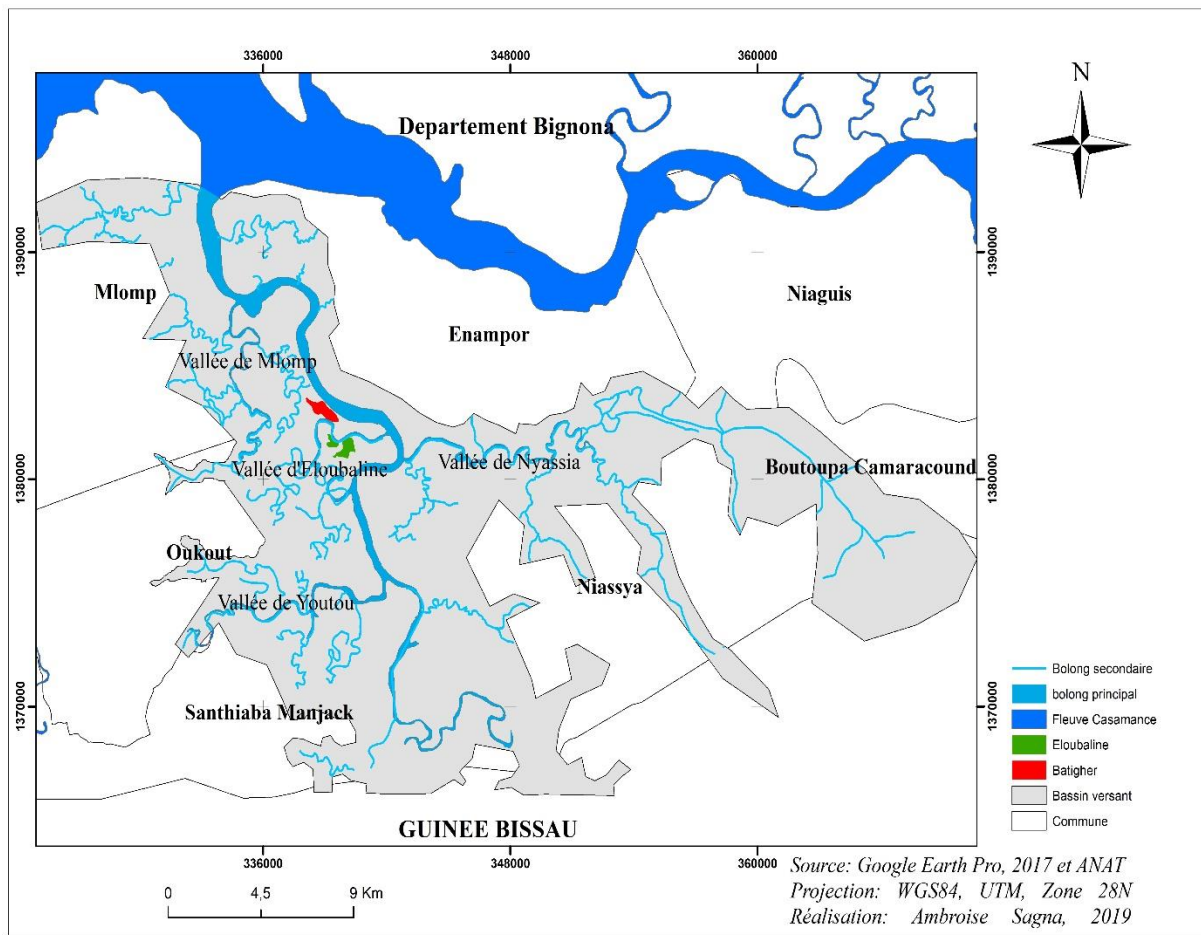 336000 348000 360000
N
Departement Bignona
1390000 1390000
Mlomp
Niaguis
Enampor
Vallée de Mlomp
Vallée d'Eloubaline
Vallée de Nyassia
Boutoupa Camaracound
1380000 1380000
Oukout
Niassya
Vallée de Youtou
Santhiaba Manjack
1370000 1370000
GUINEE BISSAU
Bolong secondaire
bolong principal
Fleuve Casamance
Eloubaline
Batigher
Bassin versant
Commune
336000 348000 360000
0 4,5 9 Km
Source: Google Earth Pro, 2017 et ANAT
Projection: WGS84, UTM, Zone 28N
Réalisation: Ambroise Sagna, 2019